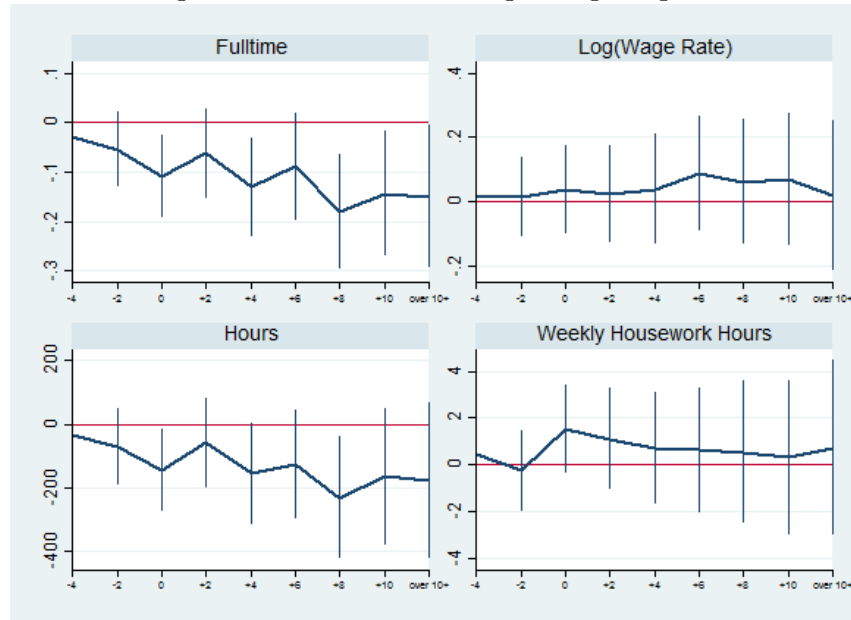 Fulltime
.1
0
-.1
-.2
-.3
-4 -2 0 +2 +4 +6 +8 +10 over 10+
Log(Wage Rate)
.4
.2
0
-.2
-4 -2 0 +2 +4 +6 +8 +10 over 10+
Hours
200
0
-200
-400
-4 -2 0 +2 +4 +6 +8 +10 over 10+
Weekly Housework Hours
4
2
0
-2
-4
-4 -2 0 +2 +4 +6 +8 +10 over 10+